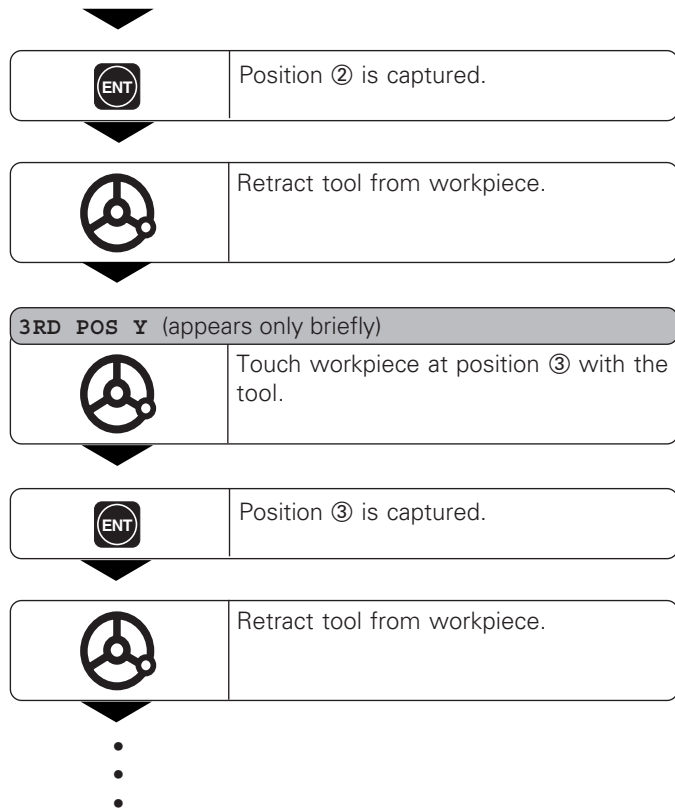 ENT
Position ② is captured.
Retract tool from workpiece.
3RD POS Y (appears only briefly)
Touch workpiece at position ③ with the
tool.
ENT
Position ③ is captured.
Retract tool from workpiece.